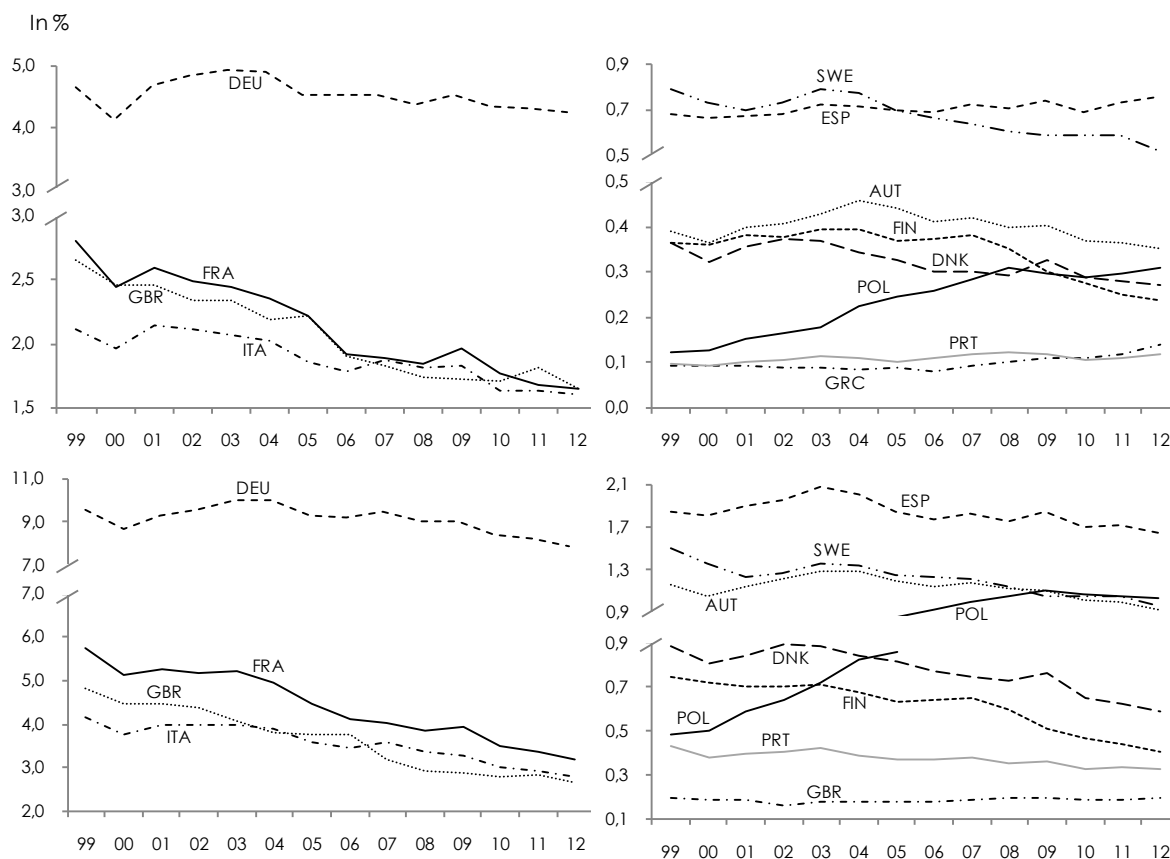 In %
5,0
4,0
3,0
3,0
2,5
2,0
1,5
DEU
FRA
GBR
ITA
99 00 01 02 03 04 05 06 07 08 09 10 11 12
0,9
0,7
0,5
0,5
0,4
0,3
0,2
0,1
0,0
SWE
ESP
AUT
FIN
DNK
POL
PRT
GRC
99 00 01 02 03 04 05 06 07 08 09 10 11 12
11,0
9,0
7,0
7,0
6,0
5,0
4,0
3,0
2,0
DEU
FRA
GBR
ITA
99 00 01 02 03 04 05 06 07 08 09 10 11 12
2,1
1,7
1,3
0,9
0,9
0,7
0,5
0,3
0,1
ESP
SWE
AUT
POL
DNK
FIN
POL
PRT
GBR
99 00 01 02 03 04 05 06 07 08 09 10 11 12